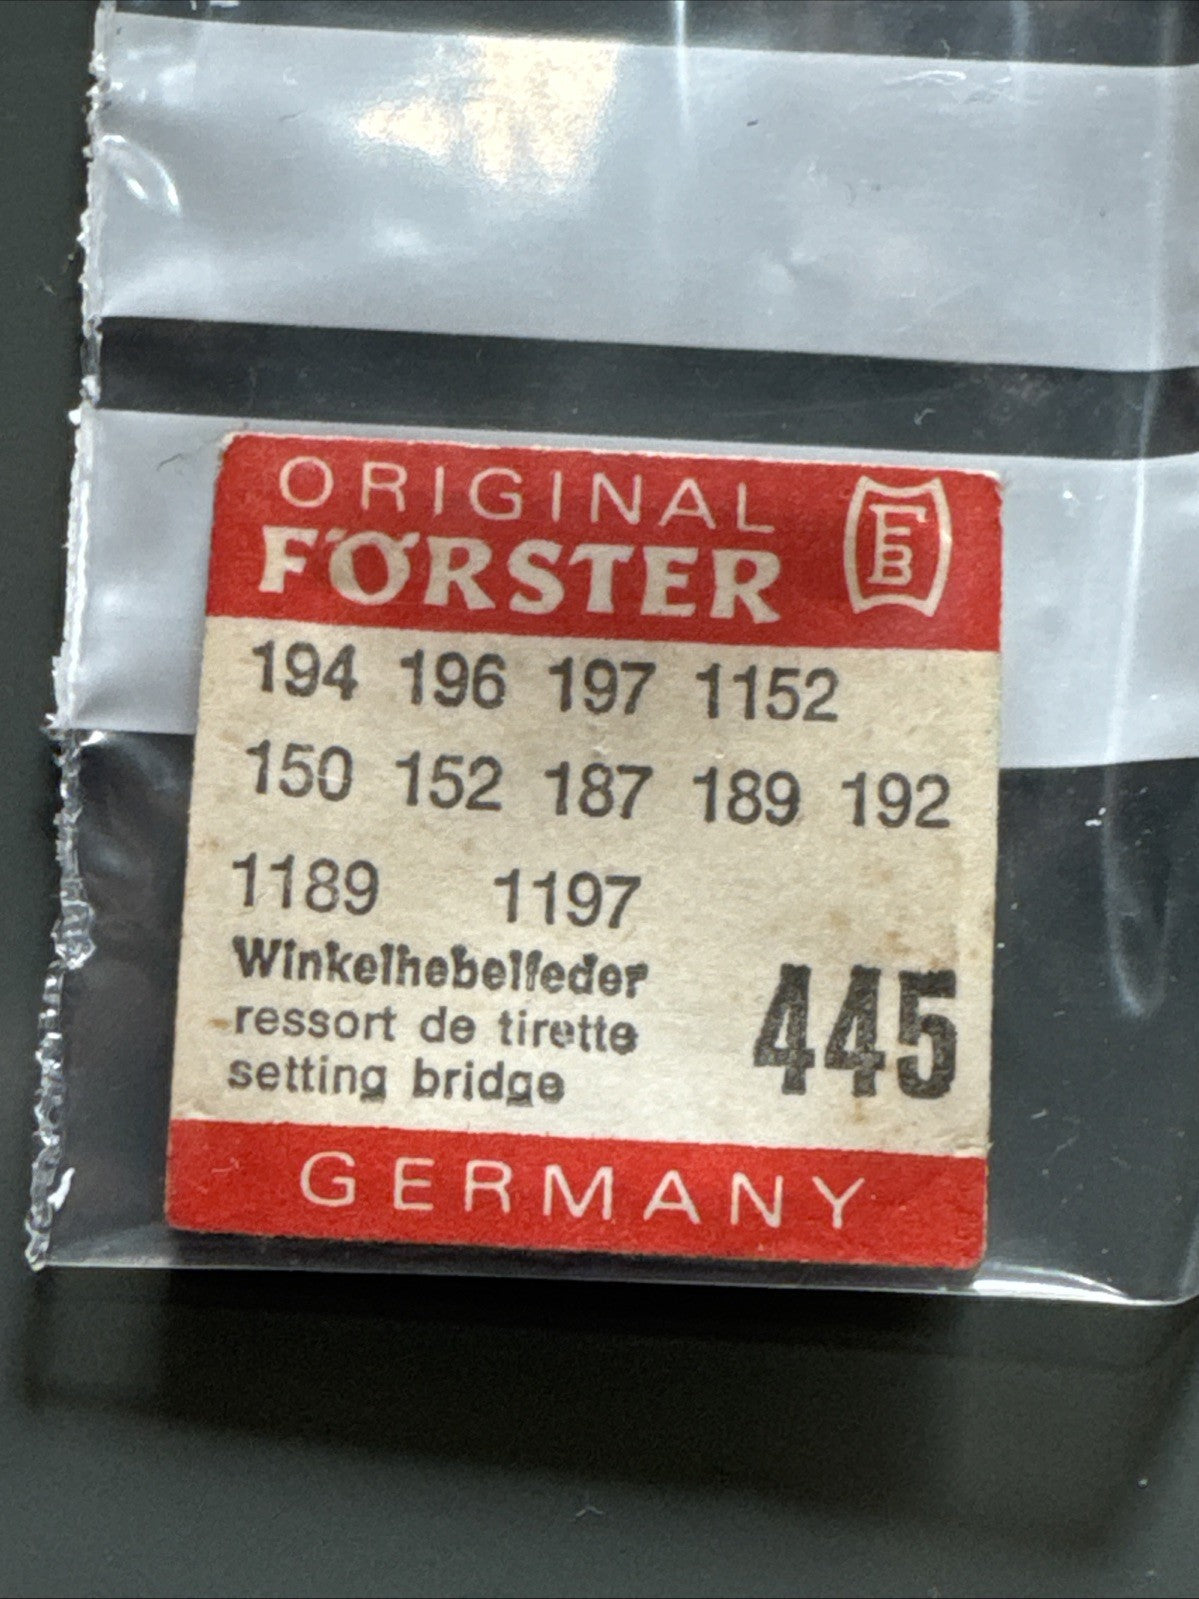 ORIGINAL
FÖRSTER
FB
194 196 197 1152
150 152 187 189 192
1189 1197
Winkelhebelfeder
ressort de tirette
setting bridge
445
GERMANY